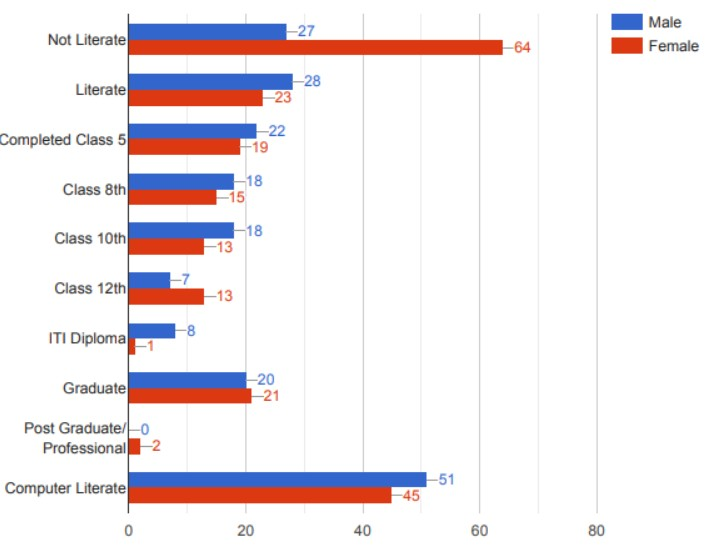 Male
Female
Not Literate
27
64
Literate
28
23
Completed Class 5
22
19
Class 8th
18
15
Class 10th
18
13
Class 12th
7
13
ITI Diploma
8
1
Graduate
20
21
Post Graduate/
Professional
0
2
Computer Literate
51
45
0 20 40 60 80